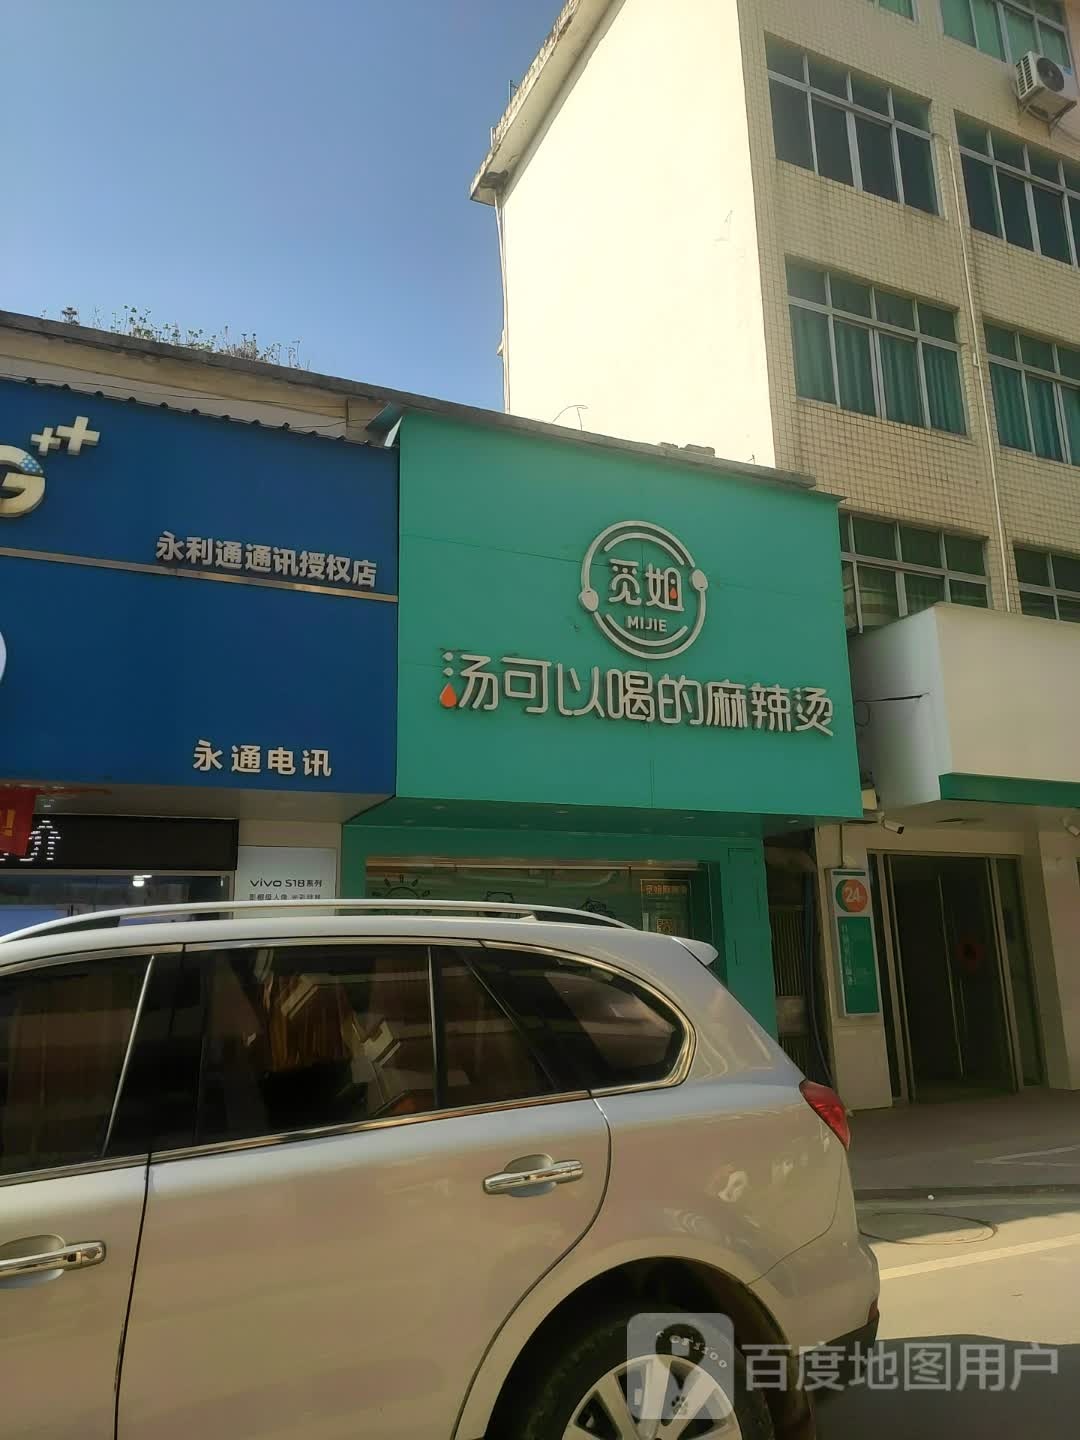 G++
永利通通讯授权店
永通电讯
觅姐
MIJIE
汤可以喝的麻辣烫
vivo S18系列
24
百度地图用户